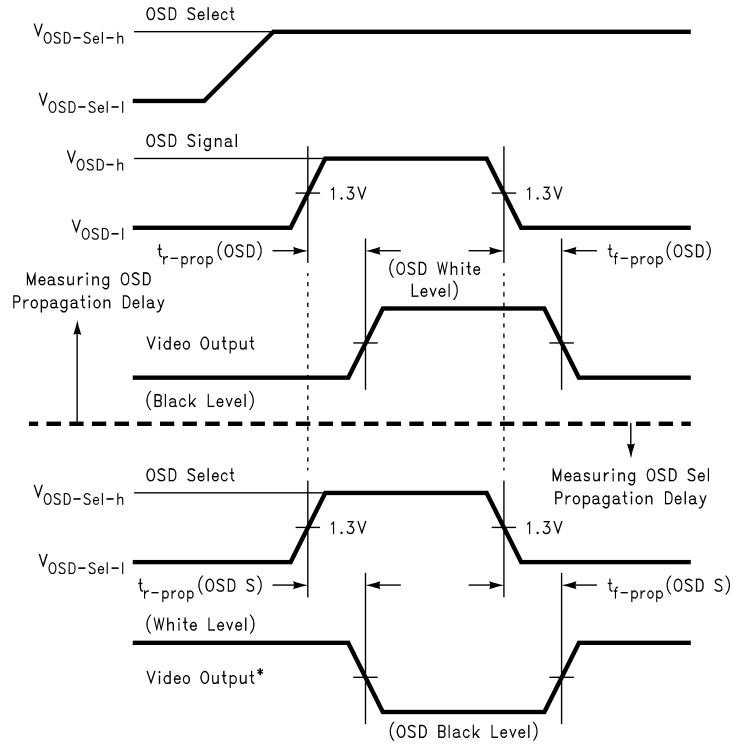 OSD Select
VOSD-Sel-h
VOSD-Sel-l
OSD Signal
VOSD-h
1.3V
1.3V
VOSD-l
tr-prop(OSD)
(OSD White
Level)
tf-prop(OSD)
Measuring OSD
Propagation Delay
Video Output
(Black Level)
OSD Select
Measuring OSD Sel
Propagation Delay
VOSD-Sel-h
1.3V
1.3V
VOSD-Sel-l
tr-prop(OSD S)
tf-prop(OSD S)
(White Level)
Video Output*
(OSD Black Level)